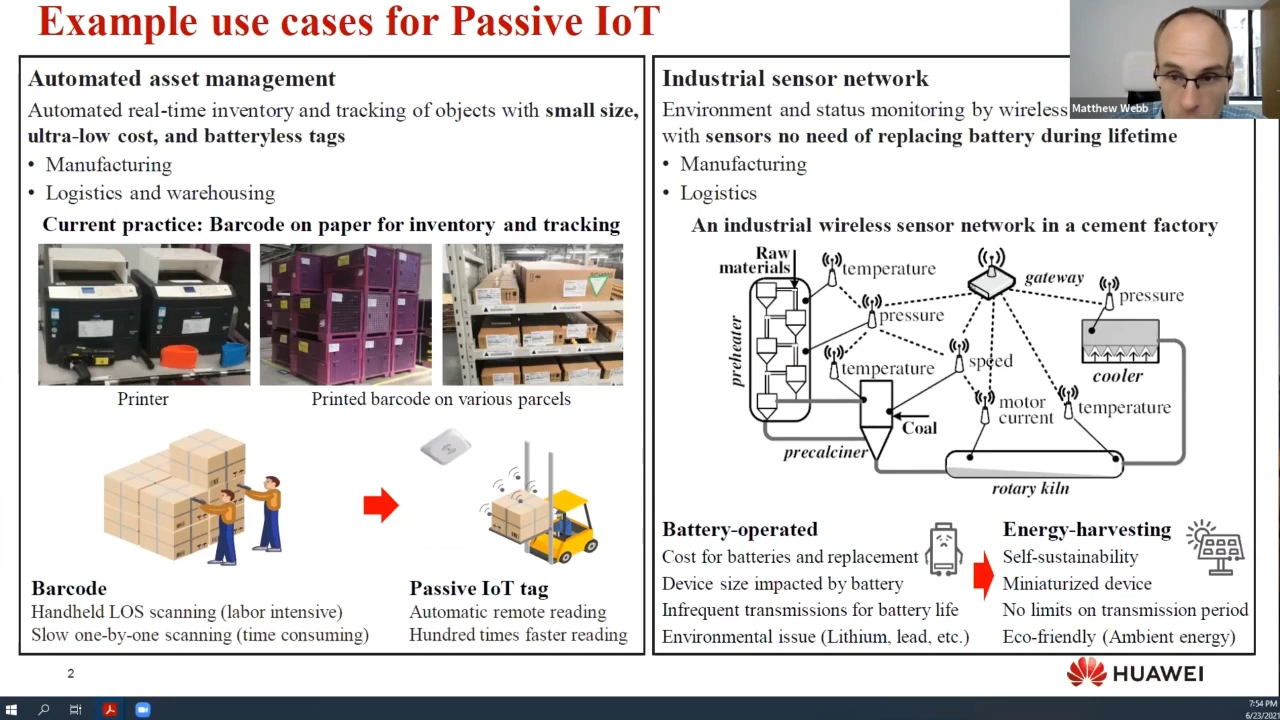 Example use cases for Passive IoT
Matthew Webb
Automated asset management
Automated real-time inventory and tracking of objects with small size,
ultra-low cost, and batteryless tags
• Manufacturing
• Logistics and warehousing
Current practice: Barcode on paper for inventory and tracking
Printer
Printed barcode on various parcels
Barcode
Handheld LOS scanning (labor intensive)
Slow one-by-one scanning (time consuming)
Passive IoT tag
Automatic remote reading
Hundred times faster reading
Industrial sensor network
Environment and status monitoring by wireless
with sensors no need of replacing battery during lifetime
• Manufacturing
• Logistics
An industrial wireless sensor network in a cement factory
Raw
materials
temperature
gateway
pressure
pressure
preheater
temperature
speed
cooler
motor
current
temperature
Coal
precalciner
rotary kiln
Battery-operated
Cost for batteries and replacement
Device size impacted by battery
Infrequent transmissions for battery life
Environmental issue (Lithium, lead, etc.)
Energy-harvesting
Self-sustainability
Miniaturized device
No limits on transmission period
Eco-friendly (Ambient energy)
2
HUAWEI
7:54 PM